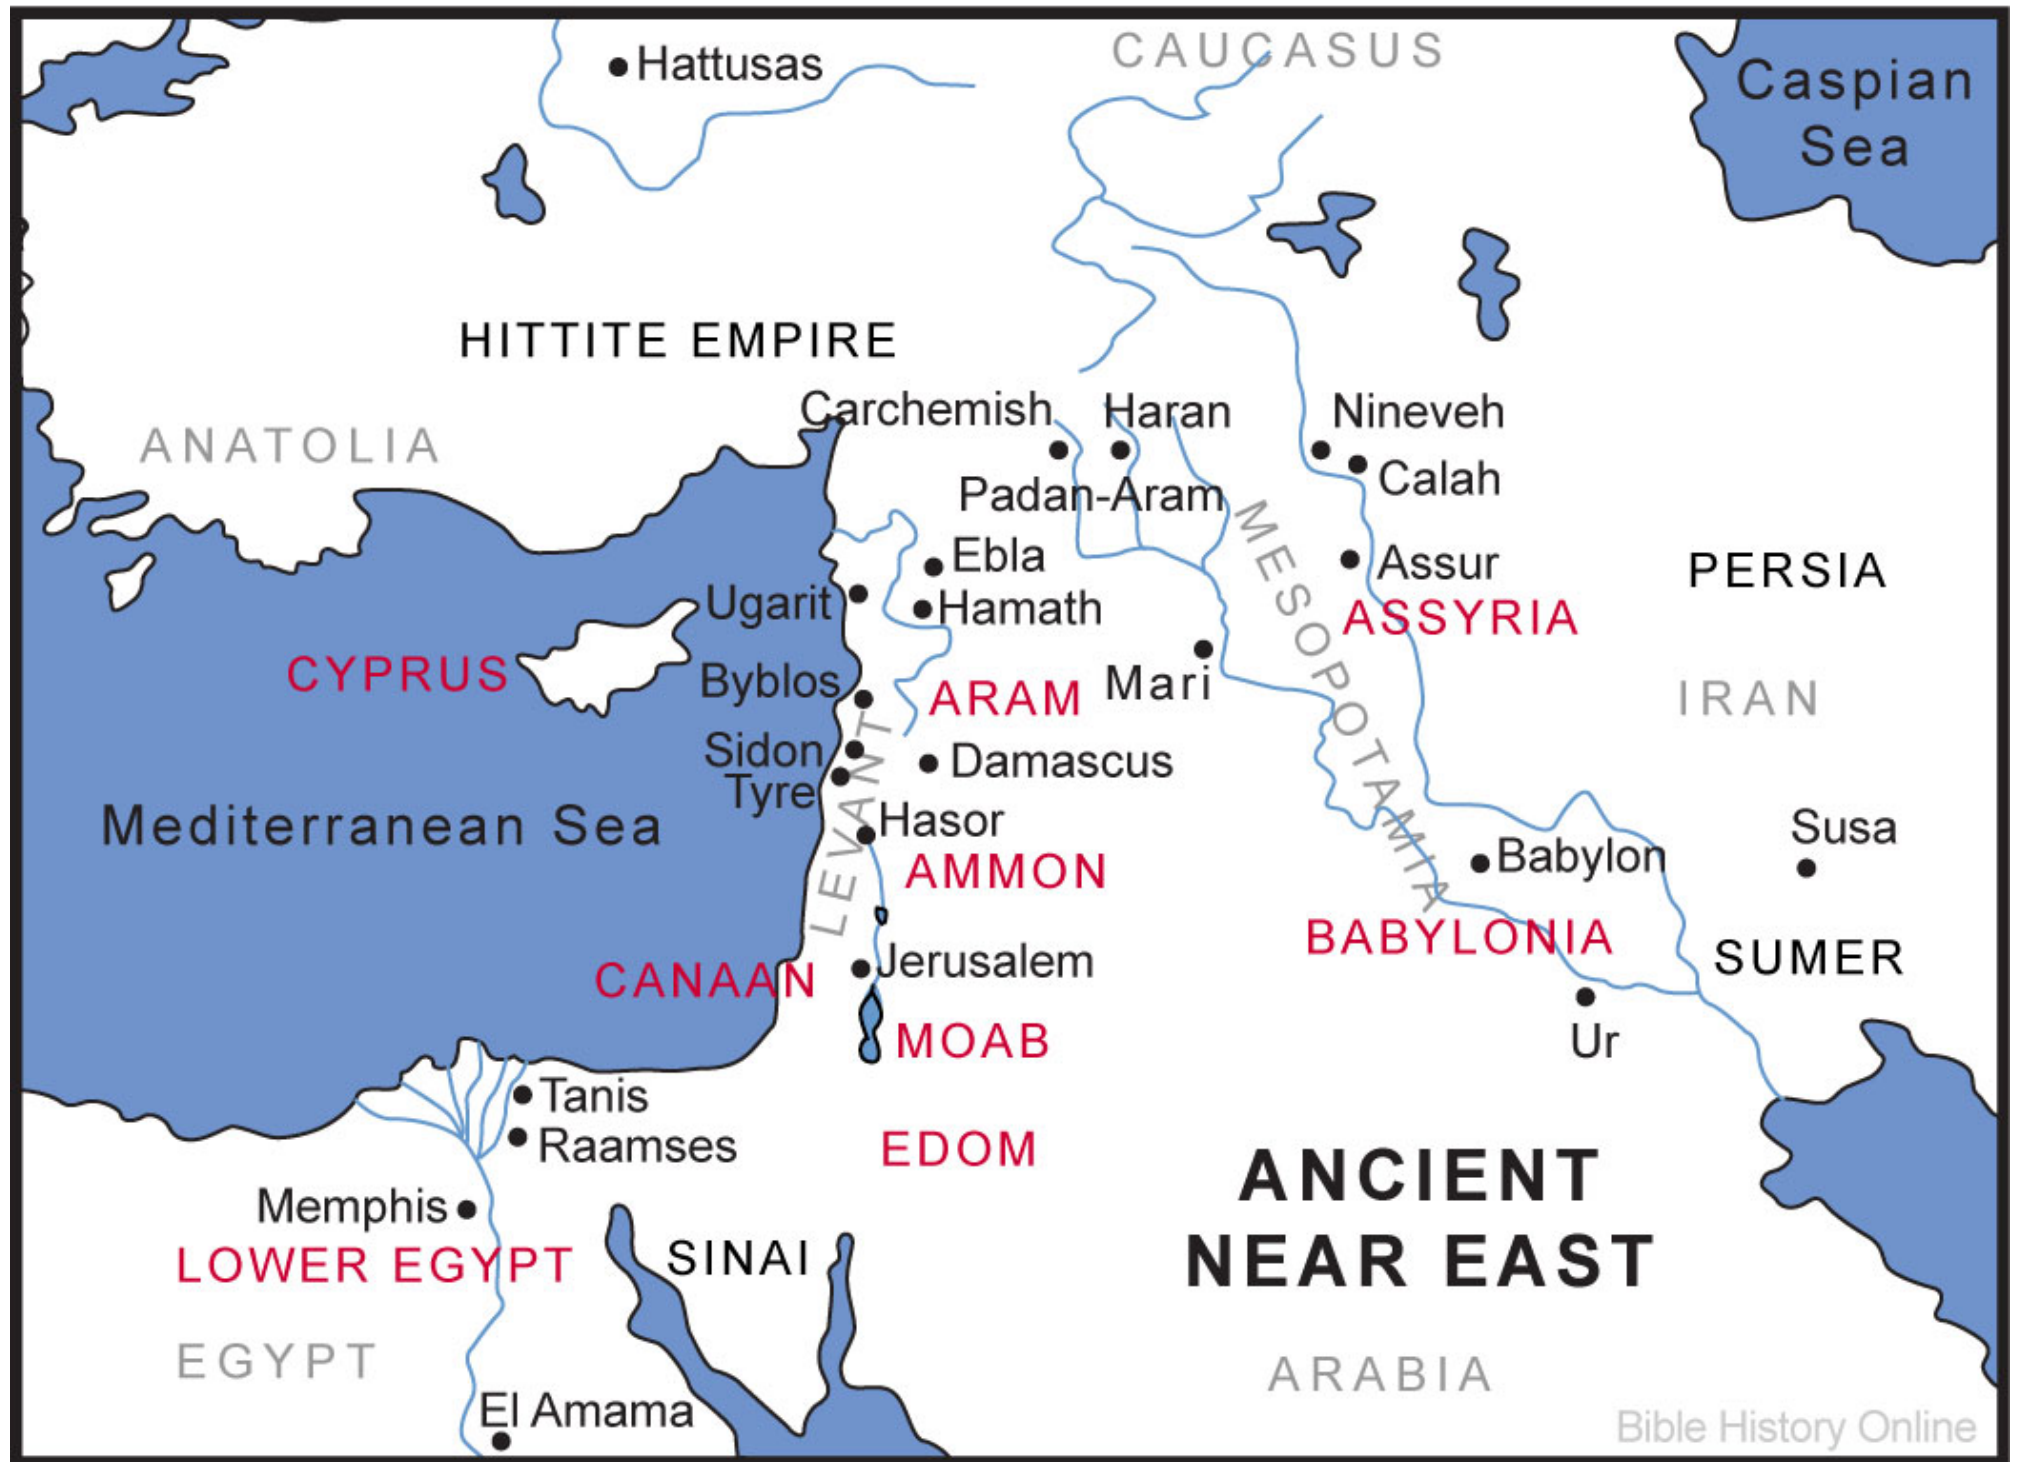 CAUCASUS
Hattusas
Caspian
Sea
HITTITE EMPIRE
Carchemish
Haran
Nineveh
ANATOLIA
Calah
Padan-Aram
MESOPOTAMIA
Ebla
Assur
PERSIA
Ugarit
Hamath
ASSYRIA
CYPRUS
Byblos
ARAM
Mari
IRAN
LEVANT
Sidon
Damascus
Tyre
Mediterranean Sea
Hasor
Susa
AMMON
Babylon
BABYLONIA
SUMER
Jerusalem
CANAAN
MOAB
Ur
Tanis
Raamses
EDOM
ANCIENT
NEAR EAST
Memphis
LOWER EGYPT
SINAI
EGYPT
ARABIA
El Amama
Bible History Online